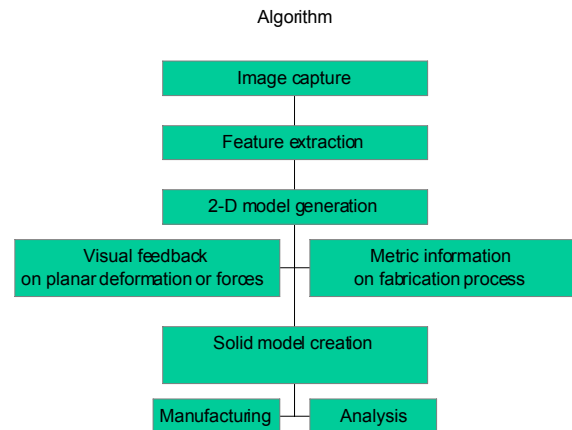 Algorithm
Image capture
Feature extraction
2-D model generation
Visual feedback
on planar deformation or forces
Metric information
on fabrication process
Solid model creation
Manufacturing
Analysis